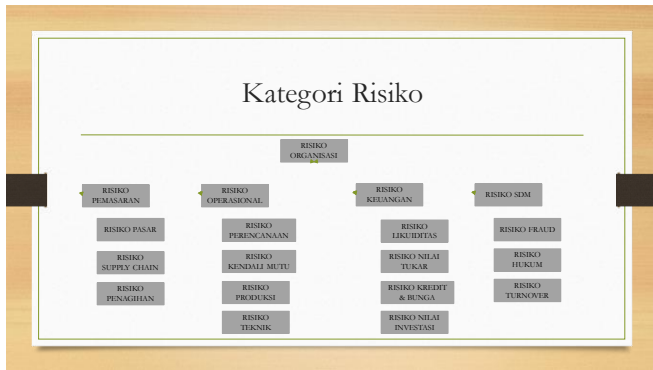 Kategori Risiko
RISIKO
ORGANISASI
RISIKO
PEMASARAN
RISIKO PASAR
RISIKO
SUPPLY CHAIN
RISIKO
PENAGIHAN
RISIKO
OPERASIONAL
RISIKO
PERENCANAAN
RISIKO
KENDALI MUTU
RISIKO
PRODUKSI
RISIKO
TEKNIK
RISIKO
KEUANGAN
RISIKO
LIKUIDITAS
RISIKO NILAI
TUKAR
RISIKO KREDIT
& BUNGA
RISIKO NILAI
INVESTASI
RISIKO SDM
RISIKO FRAUD
RISIKO
HUKUM
RISIKO
TURNOVER